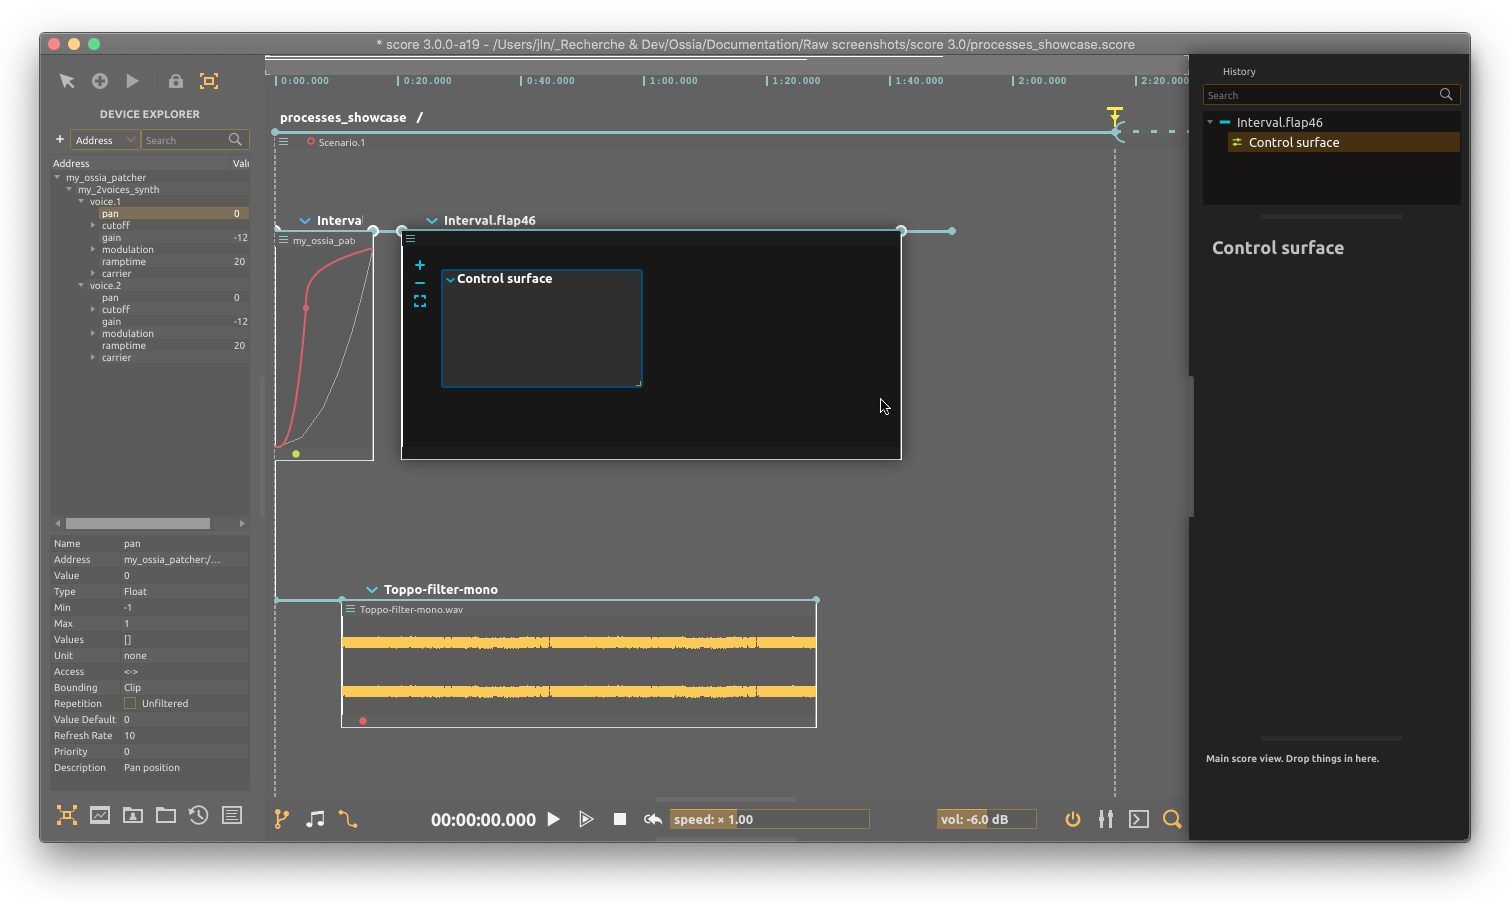 * score 3.0.0-a19 - /Users/jln/_Recherche & Dev/Ossia/Documentation/Raw screenshots/score 3.0/processes_showcase.score
DEVICE EXPLORER
+ Address Search
Address Valu
my_ossia_patcher
my_2voices_synth
voice.1
pan 0
cutoff
gain -12
modulation
ramptime 20
carrier
voice.2
pan 0
cutoff
gain -12
modulation
ramptime 20
carrier
Name pan
Address my_ossia_patcher:/...
Value 0
Type Float
Min -1
Max 1
Values []
Unit none
Access <->
Bounding Clip
Repetition Unfiltered
Value Default 0
Refresh Rate 10
Priority 0
Description Pan position
0:00.000 0:20.000 0:40.000 1:00.000 1:20.000 1:40.000 2:00.000 2:20.000
processes_showcase /
Scenario.1
Interval
my_ossia_patc
Interval.flap46
Control surface
Toppo-filter-mono
Toppo-filter-mono.wav
00:00:00.000 speed: × 1.00 vol: -6.0 dB
History
Search
Interval.flap46
Control surface
Control surface
Main score view. Drop things in here.